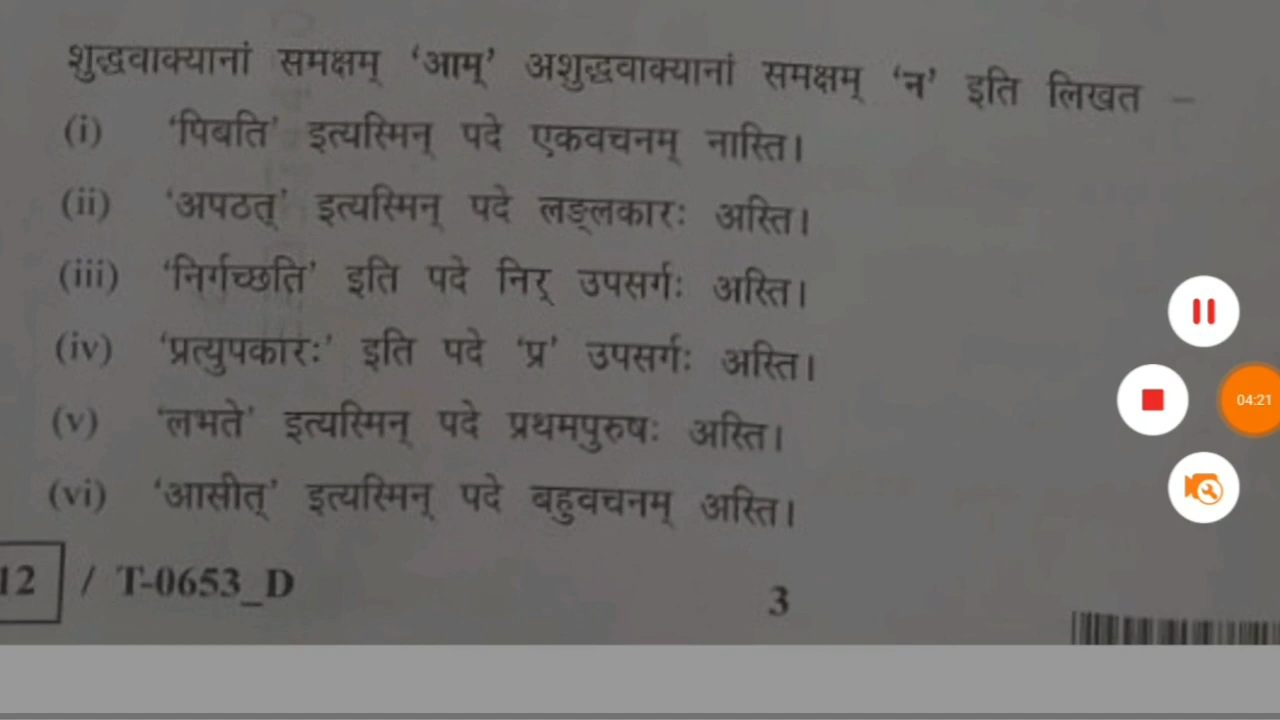 शुद्धवाक्यानां समक्षम् ‘आम्’ अशुद्धवाक्यानां समक्षम् ‘न’ इति लिखत –
(i) ‘पिबति’ इत्यस्मिन् पदे एकवचनम् नास्ति।
(ii) ‘अपठत्’ इत्यस्मिन् पदे लङ्लकारः अस्ति।
(iii) ‘निर्गच्छति’ इति पदे निर् उपसर्गः अस्ति।
(iv) ‘प्रत्युपकारः’ इति पदे ‘प्र’ उपसर्गः अस्ति।
(v) ‘लभते’ इत्यस्मिन् पदे प्रथमपुरुषः अस्ति।
(vi) ‘आसीत्’ इत्यस्मिन् पदे बहुवचनम् अस्ति।
12 / T-0653_D 3
04:21